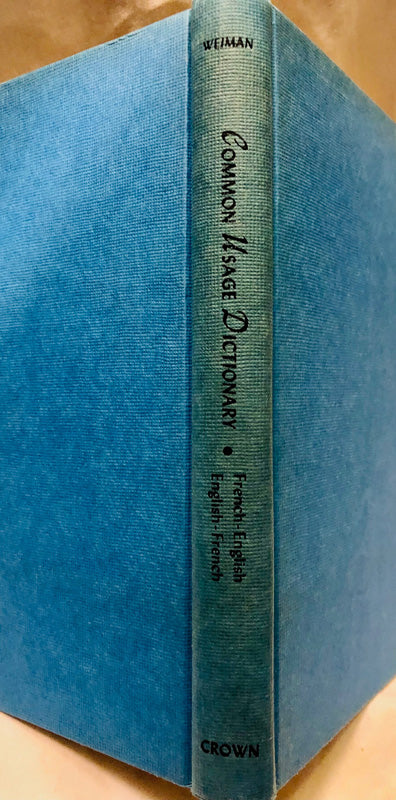 WEIMAN
COMMON USAGE DICTIONARY •
French-English
English-French
CROWN